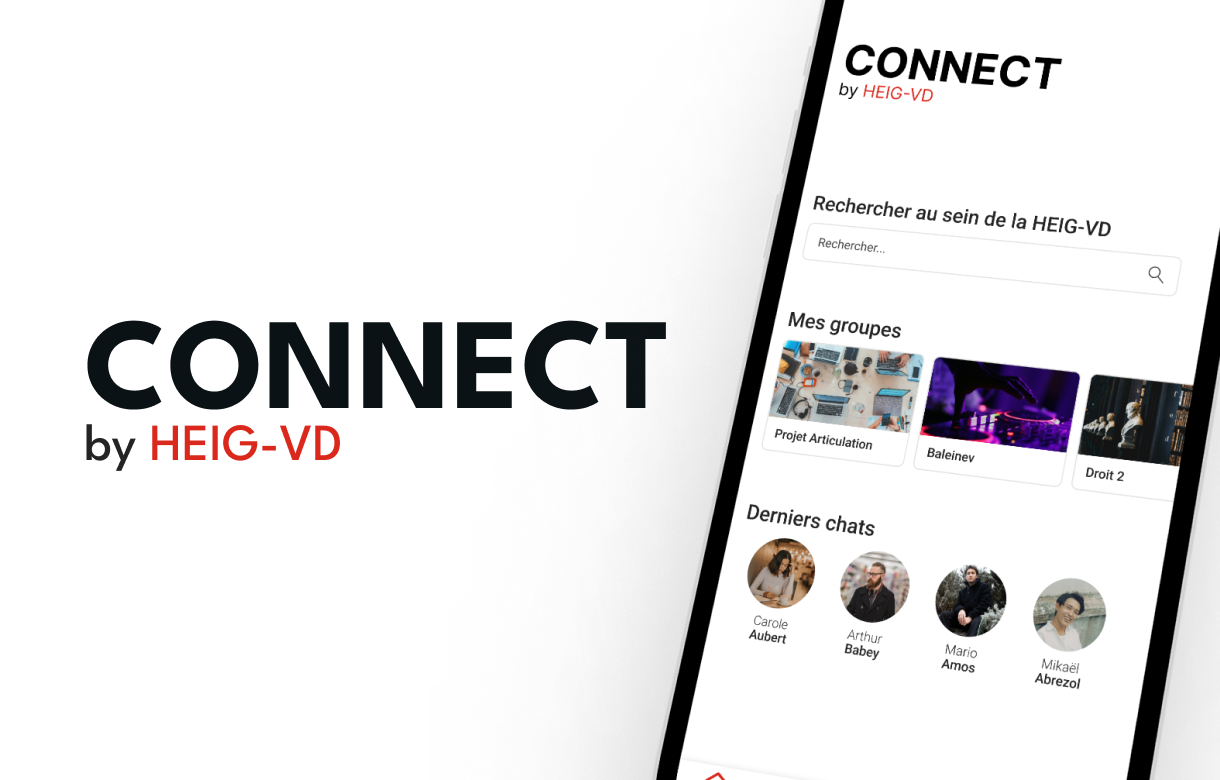 CONNECT
by HEIG-VD
CONNECT
by HEIG-VD
Rechercher au sein de la HEIG-VD
Rechercher...
Mes groupes
Projet Articulation
Baleinev
Droit 2
Derniers chats
Carole
Aubert
Arthur
Babey
Mario
Amos
Mikaël
Abrezol